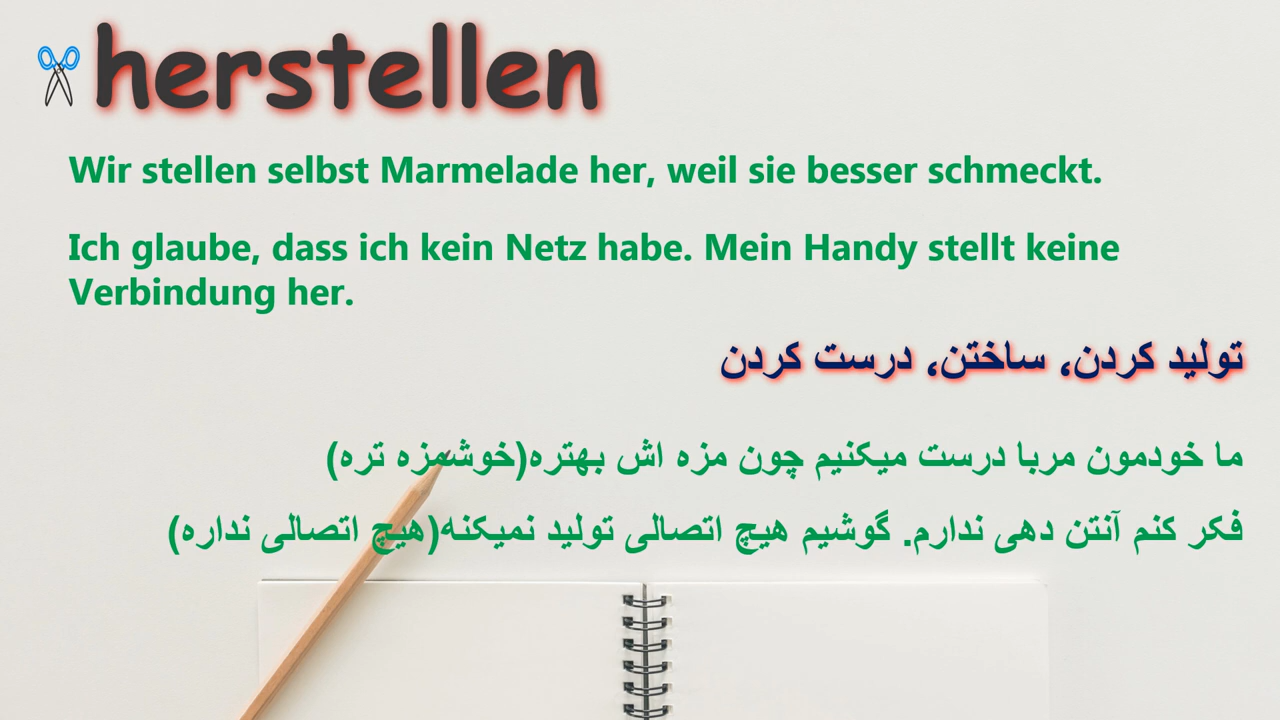 herstellen
Wir stellen selbst Marmelade her, weil sie besser schmeckt.
Ich glaube, dass ich kein Netz habe. Mein Handy stellt keine
Verbindung her.
تولید کردن، ساختن، درست کردن
ما خودمون مربا درست میکنیم چون مزه اش بهتره(خوشمزه تره)
فکر کنم آنتن دهی ندارم. گوشیم هیچ اتصالی تولید نمیکنه(هیچ اتصالی نداره)